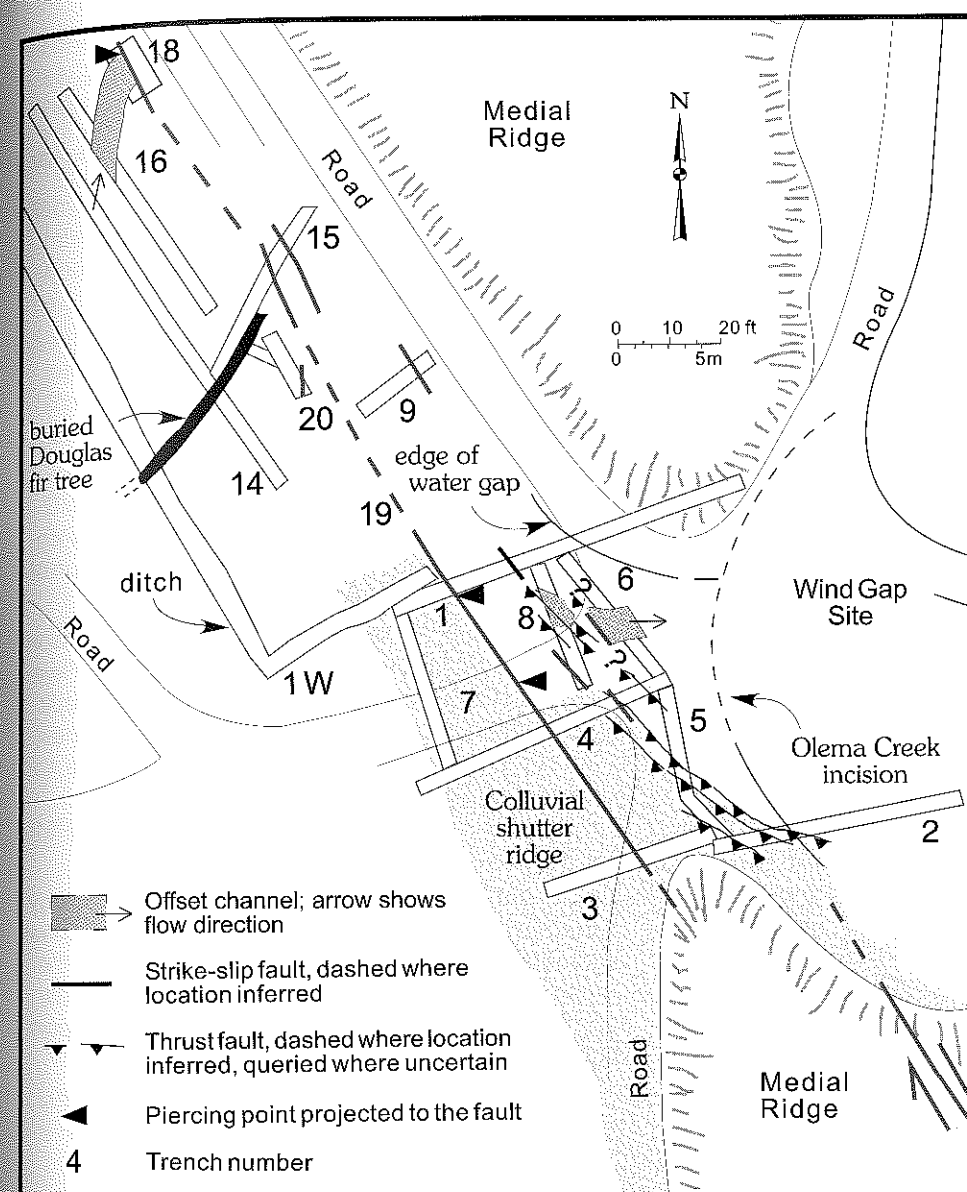 18
Medial
Ridge
N
16
Road
15
0 10 20 ft
0 5m
Road
buried
Douglas
fir tree
20
9
14
edge of
water gap
19
ditch
6
1
8
?
Wind Gap
Site
Road
1W
7
?
5
4
Olema Creek
incision
Colluvial
shutter
ridge
2
3
Offset channel; arrow shows
flow direction
Strike-slip fault, dashed where
location inferred
Thrust fault, dashed where location
inferred, queried where uncertain
Road
Medial
Ridge
Piercing point projected to the fault
4 Trench number